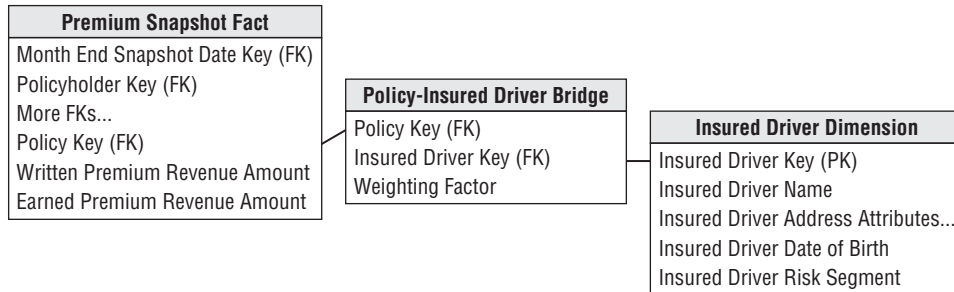 Premium Snapshot Fact
Month End Snapshot Date Key (FK)
Policyholder Key (FK)
More FKs...
Policy Key (FK)
Written Premium Revenue Amount
Earned Premium Revenue Amount
Policy-Insured Driver Bridge
Policy Key (FK)
Insured Driver Key (FK)
Weighting Factor
Insured Driver Dimension
Insured Driver Key (PK)
Insured Driver Name
Insured Driver Address Attributes...
Insured Driver Date of Birth
Insured Driver Risk Segment